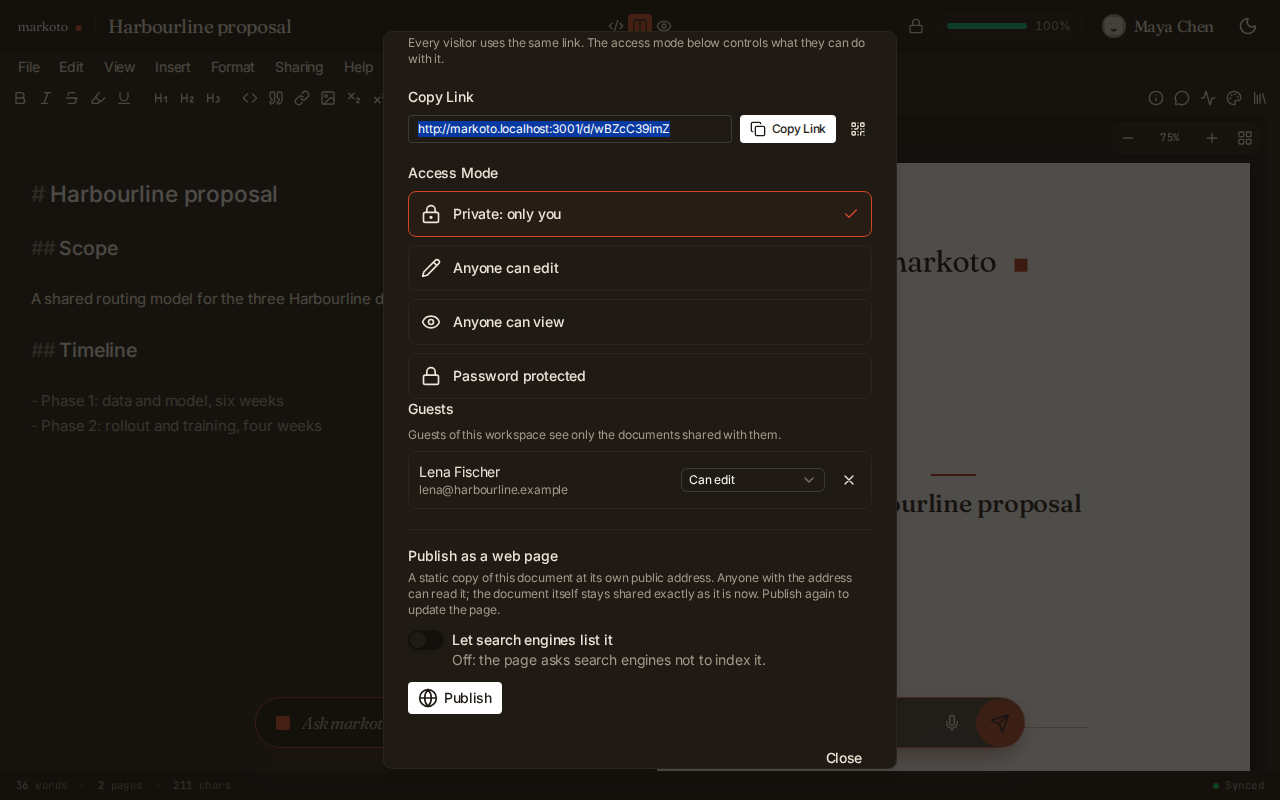 markoto
Harbourline proposal
100%
Maya Chen
File Edit View Insert Format Sharing Help
H1 H2 H3
75%
# Harbourline proposal
## Scope
A shared routing model for the three Harbourline d
## Timeline
- Phase 1: data and model, six weeks
- Phase 2: rollout and training, four weeks
Ask markot
36 words · 2 pages · 211 chars
Every visitor uses the same link. The access mode below controls what they can do
with it.
Copy Link
http://markoto.localhost:3001/d/wBZcC39imZ
Copy Link
Access Mode
Private: only you
Anyone can edit
Anyone can view
Password protected
Guests
Guests of this workspace see only the documents shared with them.
Lena Fischer
lena@harbourline.example
Can edit
Publish as a web page
A static copy of this document at its own public address. Anyone with the address
can read it; the document itself stays shared exactly as it is now. Publish again to
update the page.
Let search engines list it
Off: the page asks search engines not to index it.
Publish
Close
arkoto
urline proposal
Synced